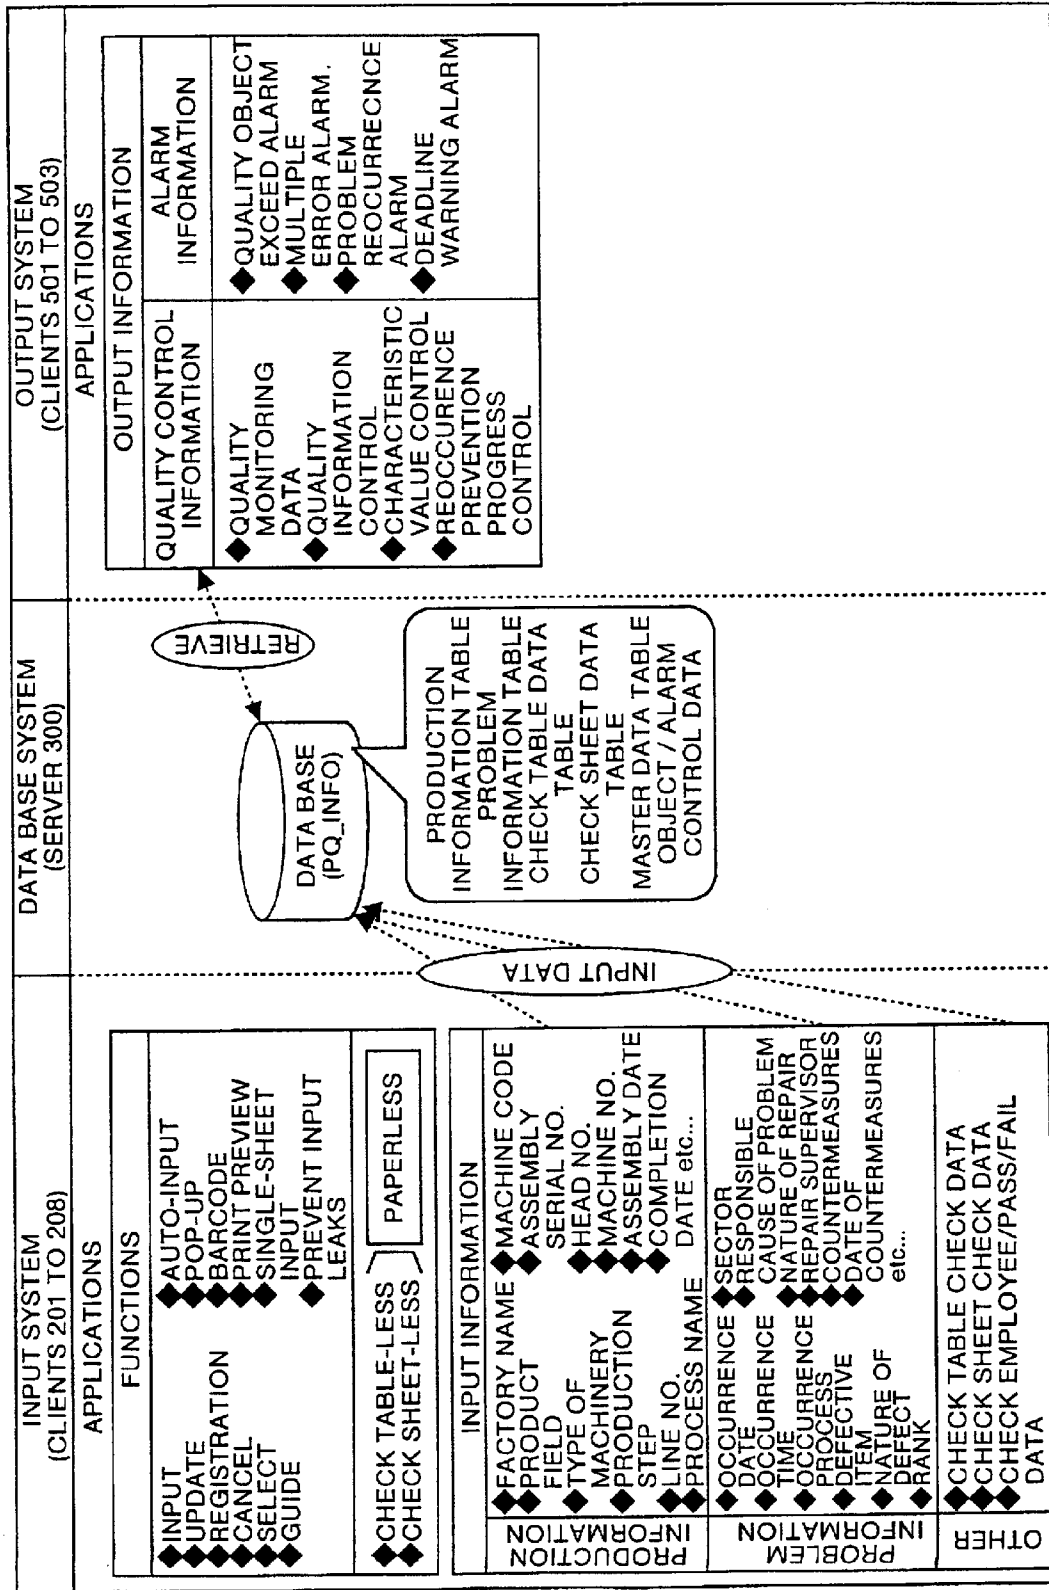 INPUT SYSTEM
(CLIENTS 201 TO 208)
APPLICATIONS
FUNCTIONS
◆INPUT
◆UPDATE
◆REGISTRATION
◆CANCEL
◆SELECT
◆GUIDE
◆AUTO-INPUT
◆POP-UP
◆BARCODE
◆PRINT PREVIEW
◆SINGLE-SHEET
INPUT
◆PREVENT INPUT
LEAKS
◆CHECK TABLE-LESS
◆CHECK SHEET-LESS
PAPERLESS
INPUT INFORMATION
PRODUCTION
INFORMATION
◆FACTORY NAME
◆PRODUCT
FIELD
◆TYPE OF
MACHINERY
◆PRODUCTION
STEP
◆LINE NO.
◆PROCESS NAME
◆MACHINE CODE
◆ASSEMBLY
SERIAL NO.
◆HEAD NO.
◆MACHINE NO.
◆ASSEMBLY DATE
◆COMPLETION
DATE etc...
PROBLEM
INFORMATION
◆OCCURRENCE
DATE
◆OCCURRENCE
TIME
◆OCCURRENCE
PROCESS
◆DEFECTIVE
ITEM
◆NATURE OF
DEFECT
◆RANK
◆SECTOR
◆RESPONSIBLE
CAUSE OF PROBLEM
◆NATURE OF REPAIR
◆REPAIR SUPERVISOR
◆COUNTERMEASURES
◆DATE OF
COUNTERMEASURES
etc...
OTHER
◆CHECK TABLE CHECK DATA
◆CHECK SHEET CHECK DATA
◆CHECK EMPLOYEE/PASS/FAIL
DATA
INPUT DATA
DATA BASE SYSTEM
(SERVER 300)
DATA BASE
(PQ_INFO)
PRODUCTION
INFORMATION TABLE
PROBLEM
INFORMATION TABLE
CHECK TABLE DATA
TABLE
CHECK SHEET DATA
TABLE
MASTER DATA TABLE
OBJECT / ALARM
CONTROL DATA
RETRIEVE
OUTPUT SYSTEM
(CLIENTS 501 TO 503)
APPLICATIONS
OUTPUT INFORMATION
QUALITY CONTROL
INFORMATION
◆QUALITY
MONITORING
DATA
◆QUALITY
INFORMATION
CONTROL
◆CHARACTERISTIC
VALUE CONTROL
◆REOCCURENCE
PREVENTION
PROGRESS
CONTROL
ALARM
INFORMATION
◆QUALITY OBJECT
EXCEED ALARM
◆MULTIPLE
ERROR ALARM.
◆PROBLEM
REOCURRECNCE
ALARM
◆DEADLINE
WARNING ALARM